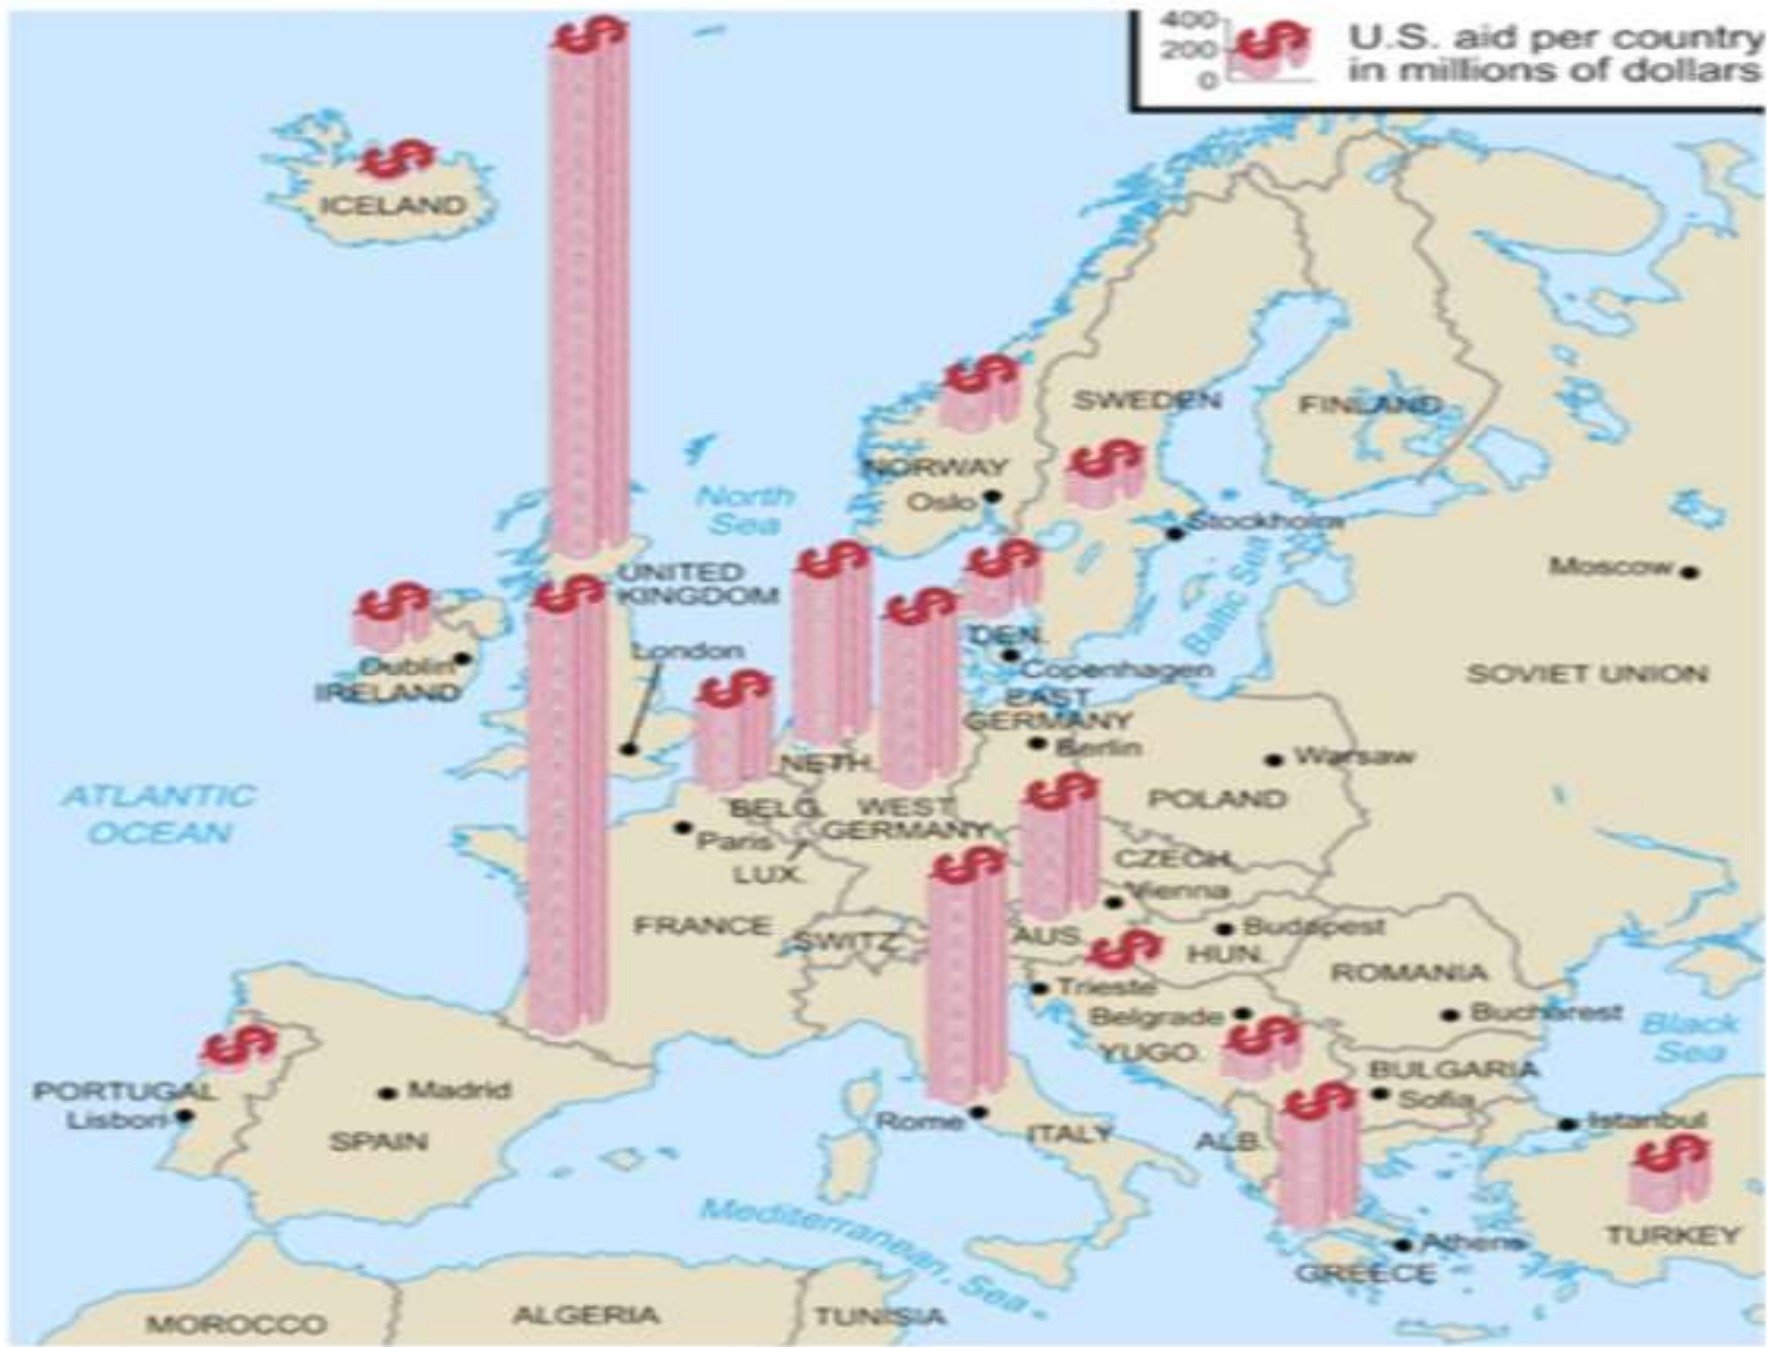 400
200
0
U.S. aid per country
in millions of dollars
ICELAND
SWEDEN
FINLAND
NORWAY
Oslo
North
Sea
Stockholm
Baltic Sea
Moscow
UNITED
KINGDOM
London
Dublin
IRELAND
DEN.
Copenhagen
EAST
GERMANY
Berlin
SOVIET UNION
Warsaw
POLAND
NETH.
BELG.
WEST
GERMANY
Paris
LUX.
ATLANTIC
OCEAN
CZECH.
Vienna
FRANCE
SWITZ.
AUS.
Budapest
HUN.
ROMANIA
Trieste
Belgrade
Bucharest
Black
Sea
YUGO.
BULGARIA
Sofia
PORTUGAL
Lisbon
Madrid
SPAIN
Rome
ITALY
ALB.
Istanbul
TURKEY
Mediterranean Sea
Athens
GREECE
MOROCCO
ALGERIA
TUNISIA